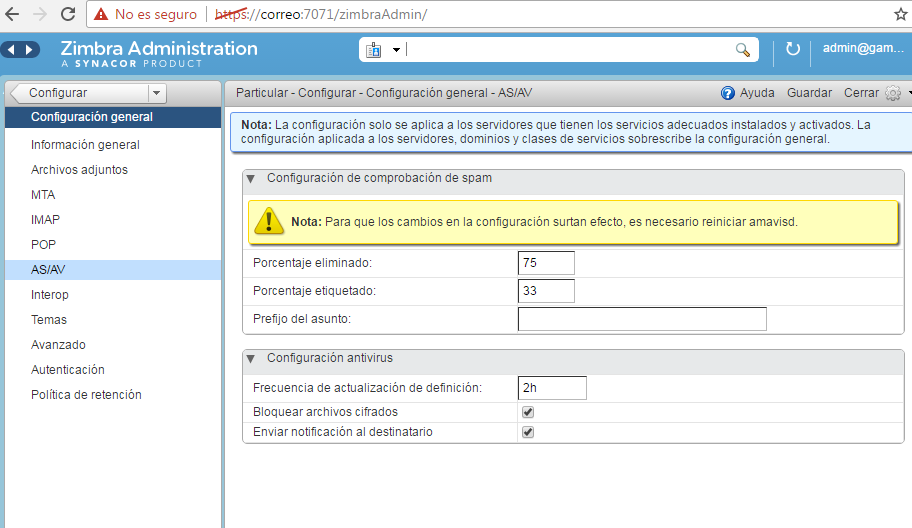 No es seguro | https://correo:7071/zimbraAdmin/
Zimbra Administration
A SYNACOR PRODUCT
admin@gam...
Configurar
Particular - Configurar - Configuración general - AS/AV
Ayuda
Guardar
Cerrar
Configuración general
Información general
Archivos adjuntos
MTA
IMAP
POP
AS/AV
Interop
Temas
Avanzado
Autenticación
Política de retención
Nota: La configuración solo se aplica a los servidores que tienen los servicios adecuados instalados y activados. La
configuración aplicada a los servidores, dominios y clases de servicios sobrescribe la configuración general.
Configuración de comprobación de spam
Nota: Para que los cambios en la configuración surtan efecto, es necesario reiniciar amavisd.
Porcentaje eliminado: 75
Porcentaje etiquetado: 33
Prefijo del asunto:
Configuración antivirus
Frecuencia de actualización de definición: 2h
Bloquear archivos cifrados
Enviar notificación al destinatario